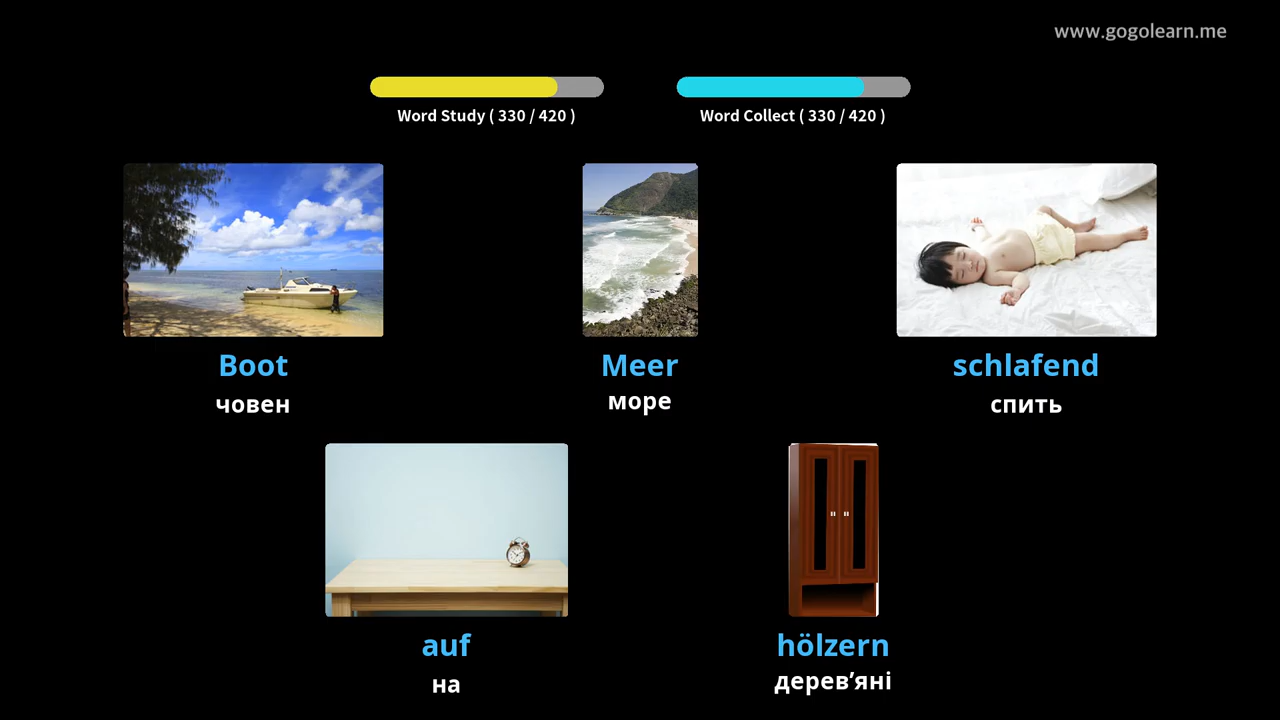 www.gogolearn.me
Word Study ( 330 / 420 )
Word Collect ( 330 / 420 )
Boot
човен
Meer
море
schlafend
спить
auf
на
hölzern
дерев’яні